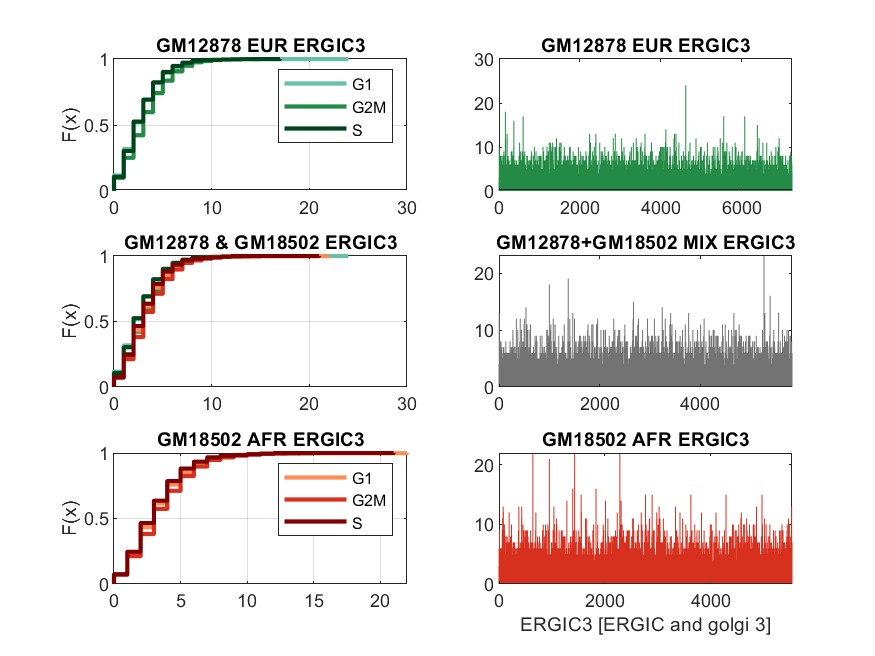 GM12878 EUR ERGIC3
F(x)
1
0.5
0
0 10 20 30
G1
G2M
S
GM12878 EUR ERGIC3
30
20
10
0
0 2000 4000 6000
GM12878 & GM18502 ERGIC3
F(x)
1
0.5
0
0 10 20 30
GM12878+GM18502 MIX ERGIC3
20
10
0
0 2000 4000
GM18502 AFR ERGIC3
F(x)
1
0.5
0
0 5 10 15 20
G1
G2M
S
GM18502 AFR ERGIC3
20
10
0
0 2000 4000
ERGIC3 [ERGIC and golgi 3]